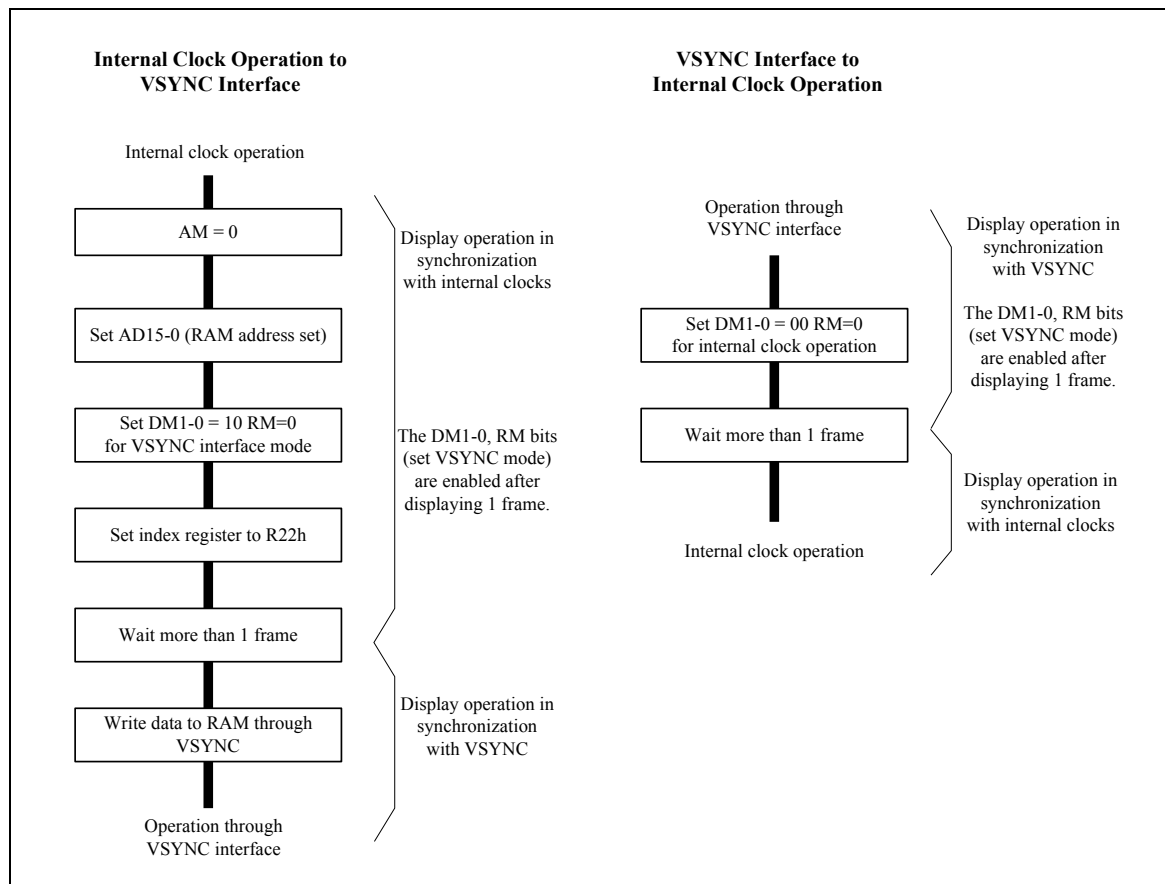 Internal Clock Operation to
VSYNC Interface
Internal clock operation
AM = 0
Set AD15-0 (RAM address set)
Set DM1-0 = 10 RM=0
for VSYNC interface mode
Set index register to R22h
Wait more than 1 frame
Write data to RAM through
VSYNC
Operation through
VSYNC interface
Display operation in
synchronization
with internal clocks
The DM1-0, RM bits
(set VSYNC mode)
are enabled after
displaying 1 frame.
Display operation in
synchronization
with VSYNC
VSYNC Interface to
Internal Clock Operation
Operation through
VSYNC interface
Set DM1-0 = 00 RM=0
for internal clock operation
Wait more than 1 frame
Internal clock operation
Display operation in
synchronization
with VSYNC
The DM1-0, RM bits
(set VSYNC mode)
are enabled after
displaying 1 frame.
Display operation in
synchronization
with internal clocks